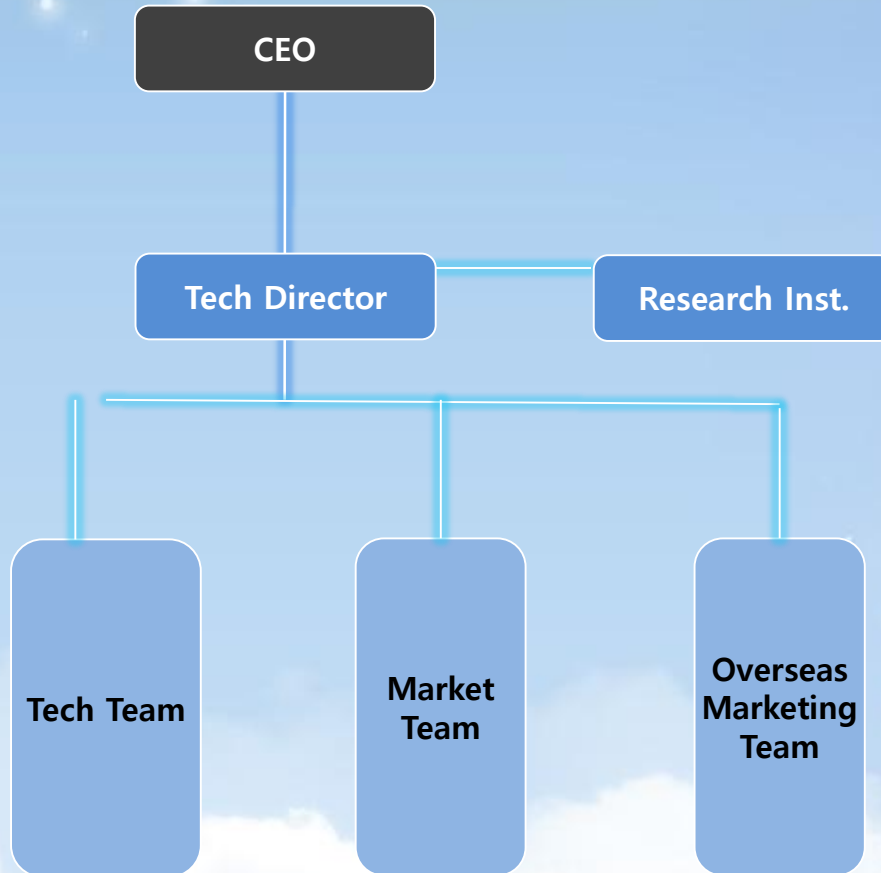 CEO
Tech Director
Research Inst.
Tech Team
Market
Team
Overseas
Marketing
Team